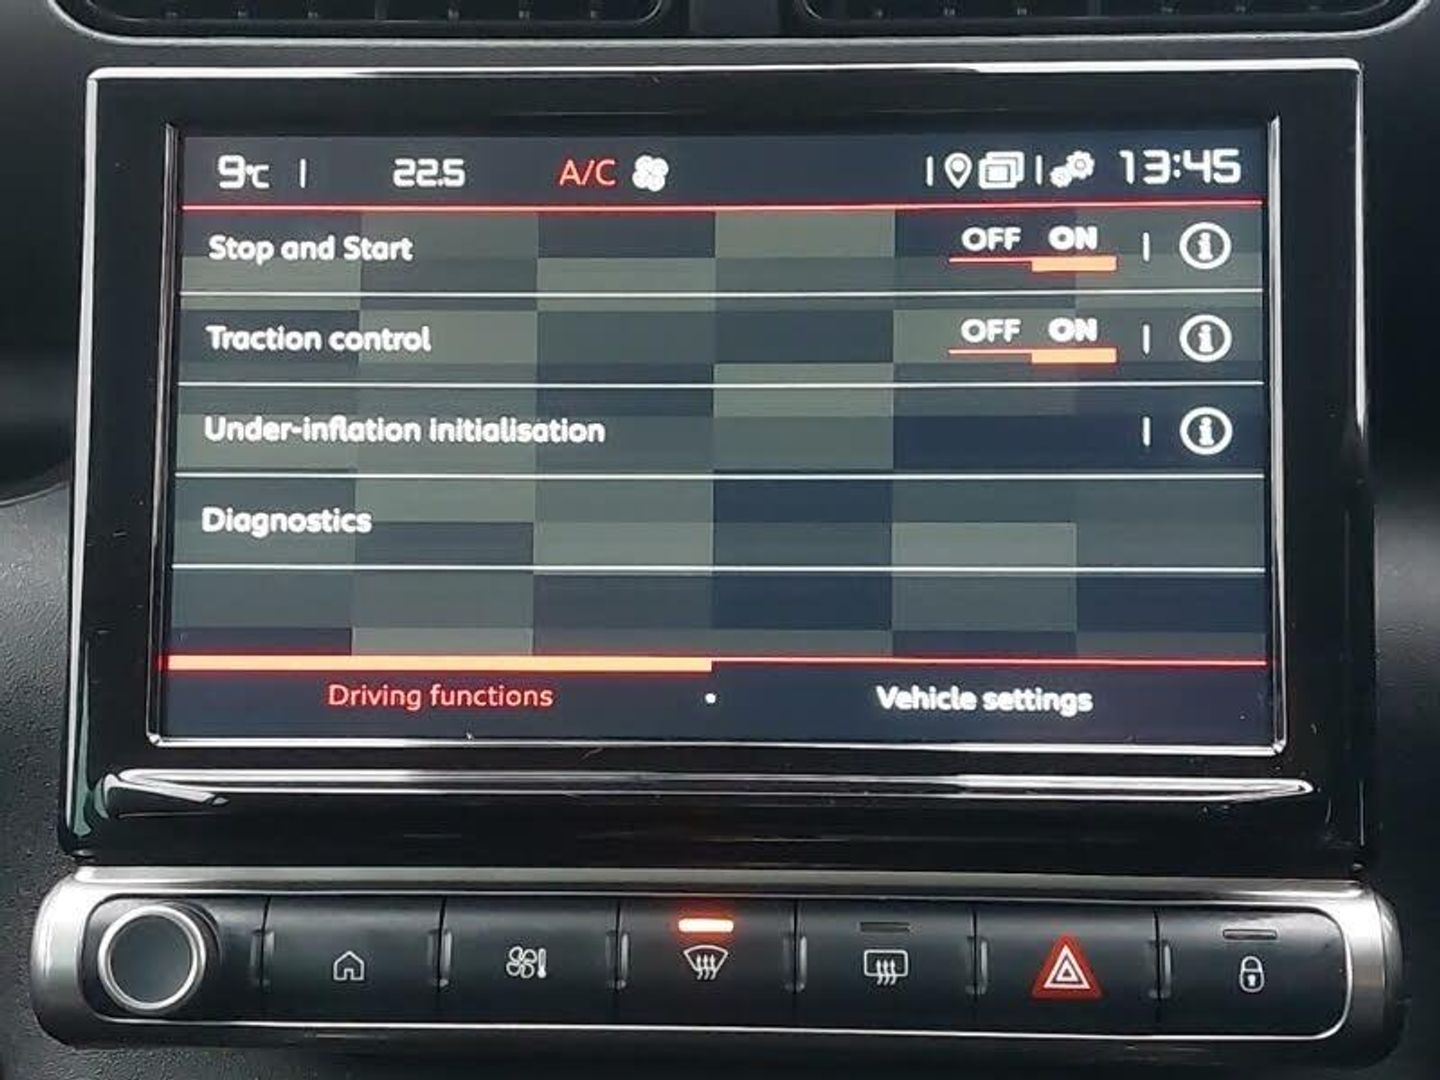 9°C 22.5 A/C 13:45
Stop and Start OFF ON
Traction control OFF ON
Under-inflation initialisation
Diagnostics
Driving functions Vehicle settings